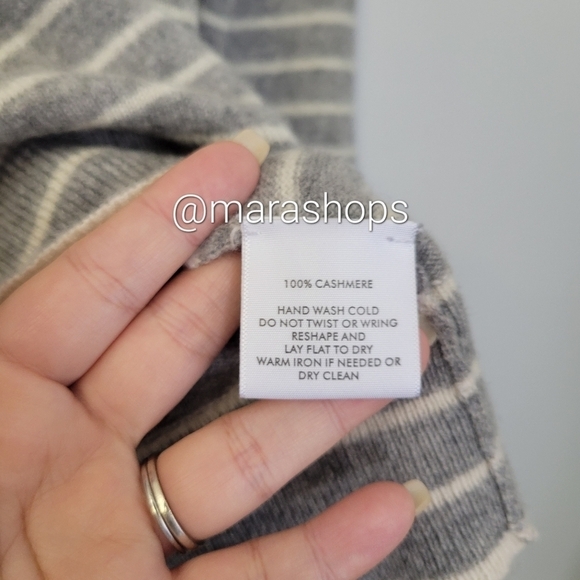 @marashops
100% CASHMERE
HAND WASH COLD
DO NOT TWIST OR WRING
RESHAPE AND
LAY FLAT TO DRY
WARM IRON IF NEEDED OR
DRY CLEAN